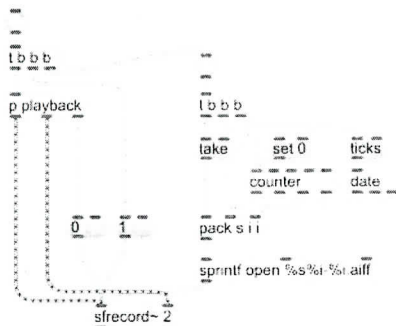 t b b b
p playback
t b b b
take set 0 ticks
counter date
0 1 pack s i i
sprintf open %s%i-%i.aiff
sfrecord~ 2